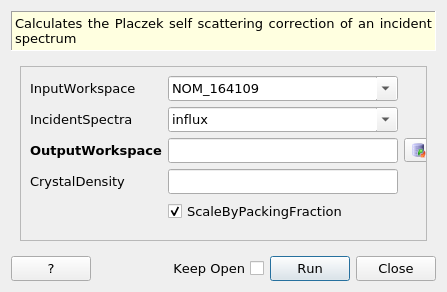 Calculates the Placzek self scattering correction of an incident
spectrum
InputWorkspace NOM_164109
IncidentSpectra influx
OutputWorkspace
CrystalDensity
ScaleByPackingFraction
? Keep Open Run Close